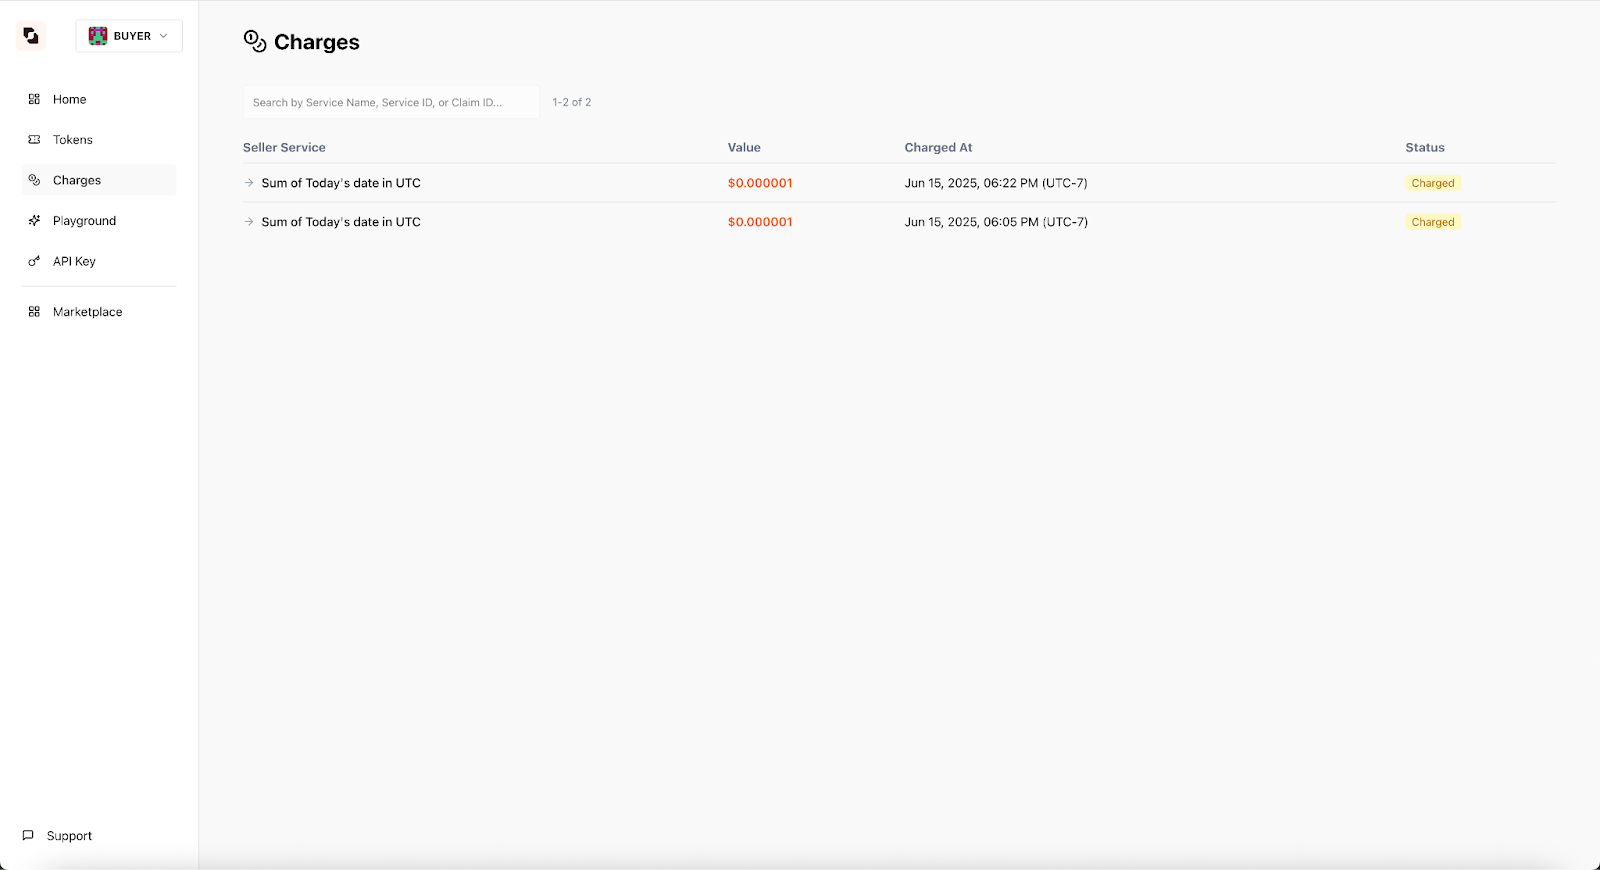 BUYER
Home
Tokens
Charges
Playground
API Key
Marketplace
Support
Charges
Search by Service Name, Service ID, or Claim ID...
1-2 of 2
Seller Service Value Charged At Status
Sum of Today's date in UTC $0.000001 Jun 15, 2025, 06:22 PM (UTC-7) Charged
Sum of Today's date in UTC $0.000001 Jun 15, 2025, 06:05 PM (UTC-7) Charged